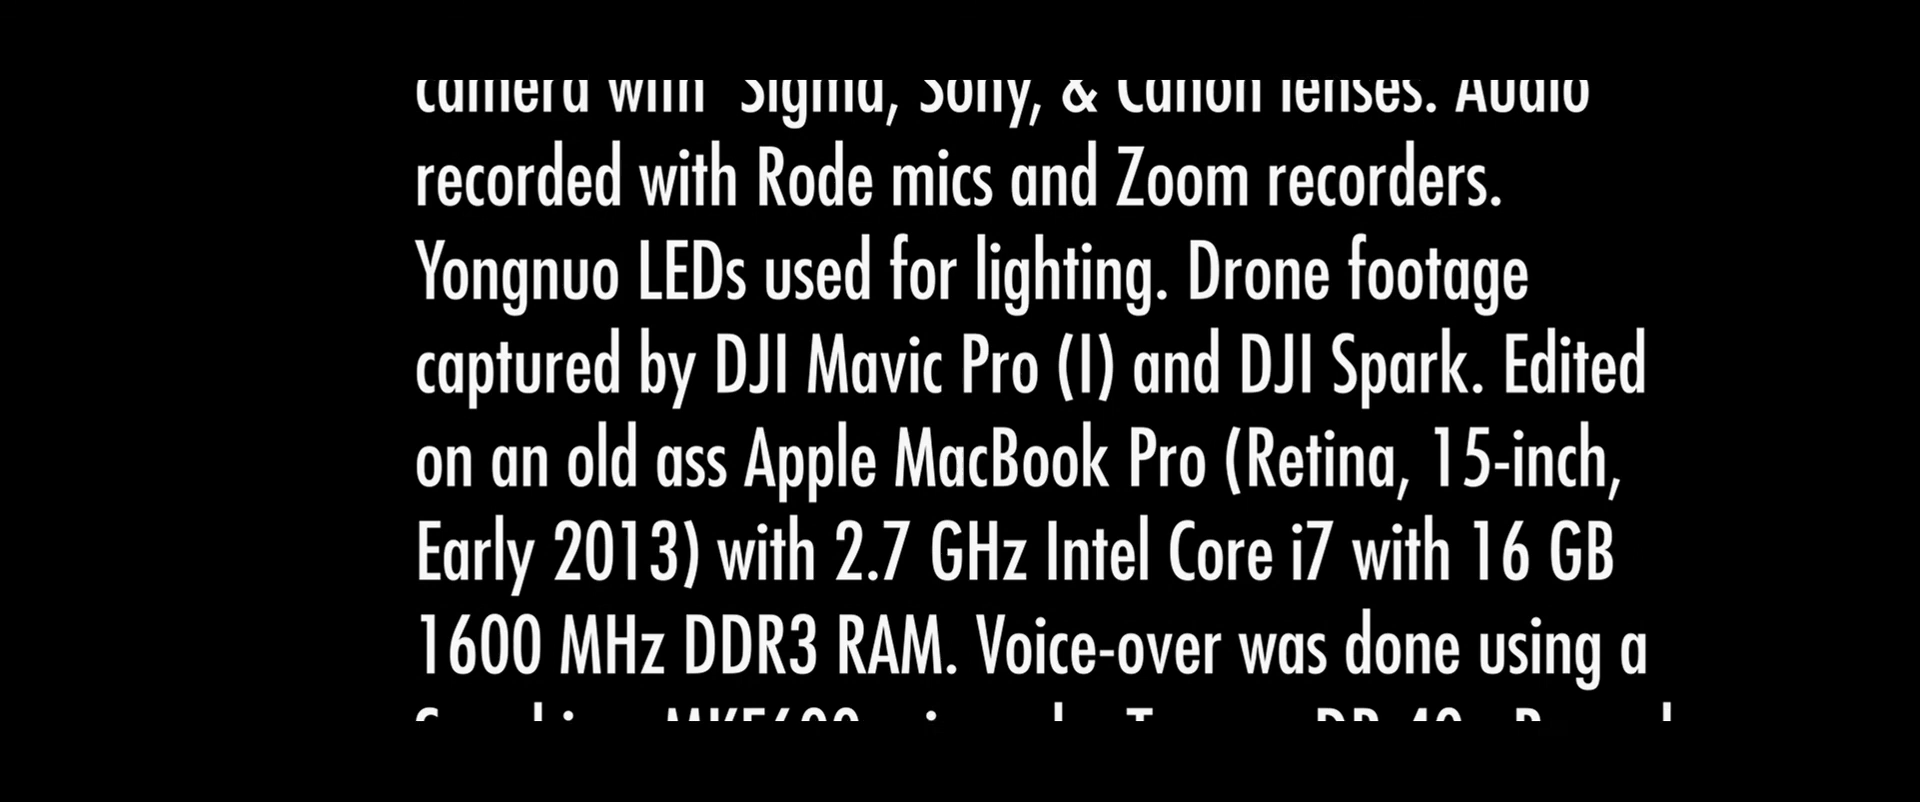 camera with Sigma, Sony, & Canon lenses. Audio
recorded with Rode mics and Zoom recorders.
Yongnuo LEDs used for lighting. Drone footage
captured by DJI Mavic Pro (I) and DJI Spark. Edited
on an old ass Apple MacBook Pro (Retina, 15-inch,
Early 2013) with 2.7 GHz Intel Core i7 with 16 GB
1600 MHz DDR3 RAM. Voice-over was done using a